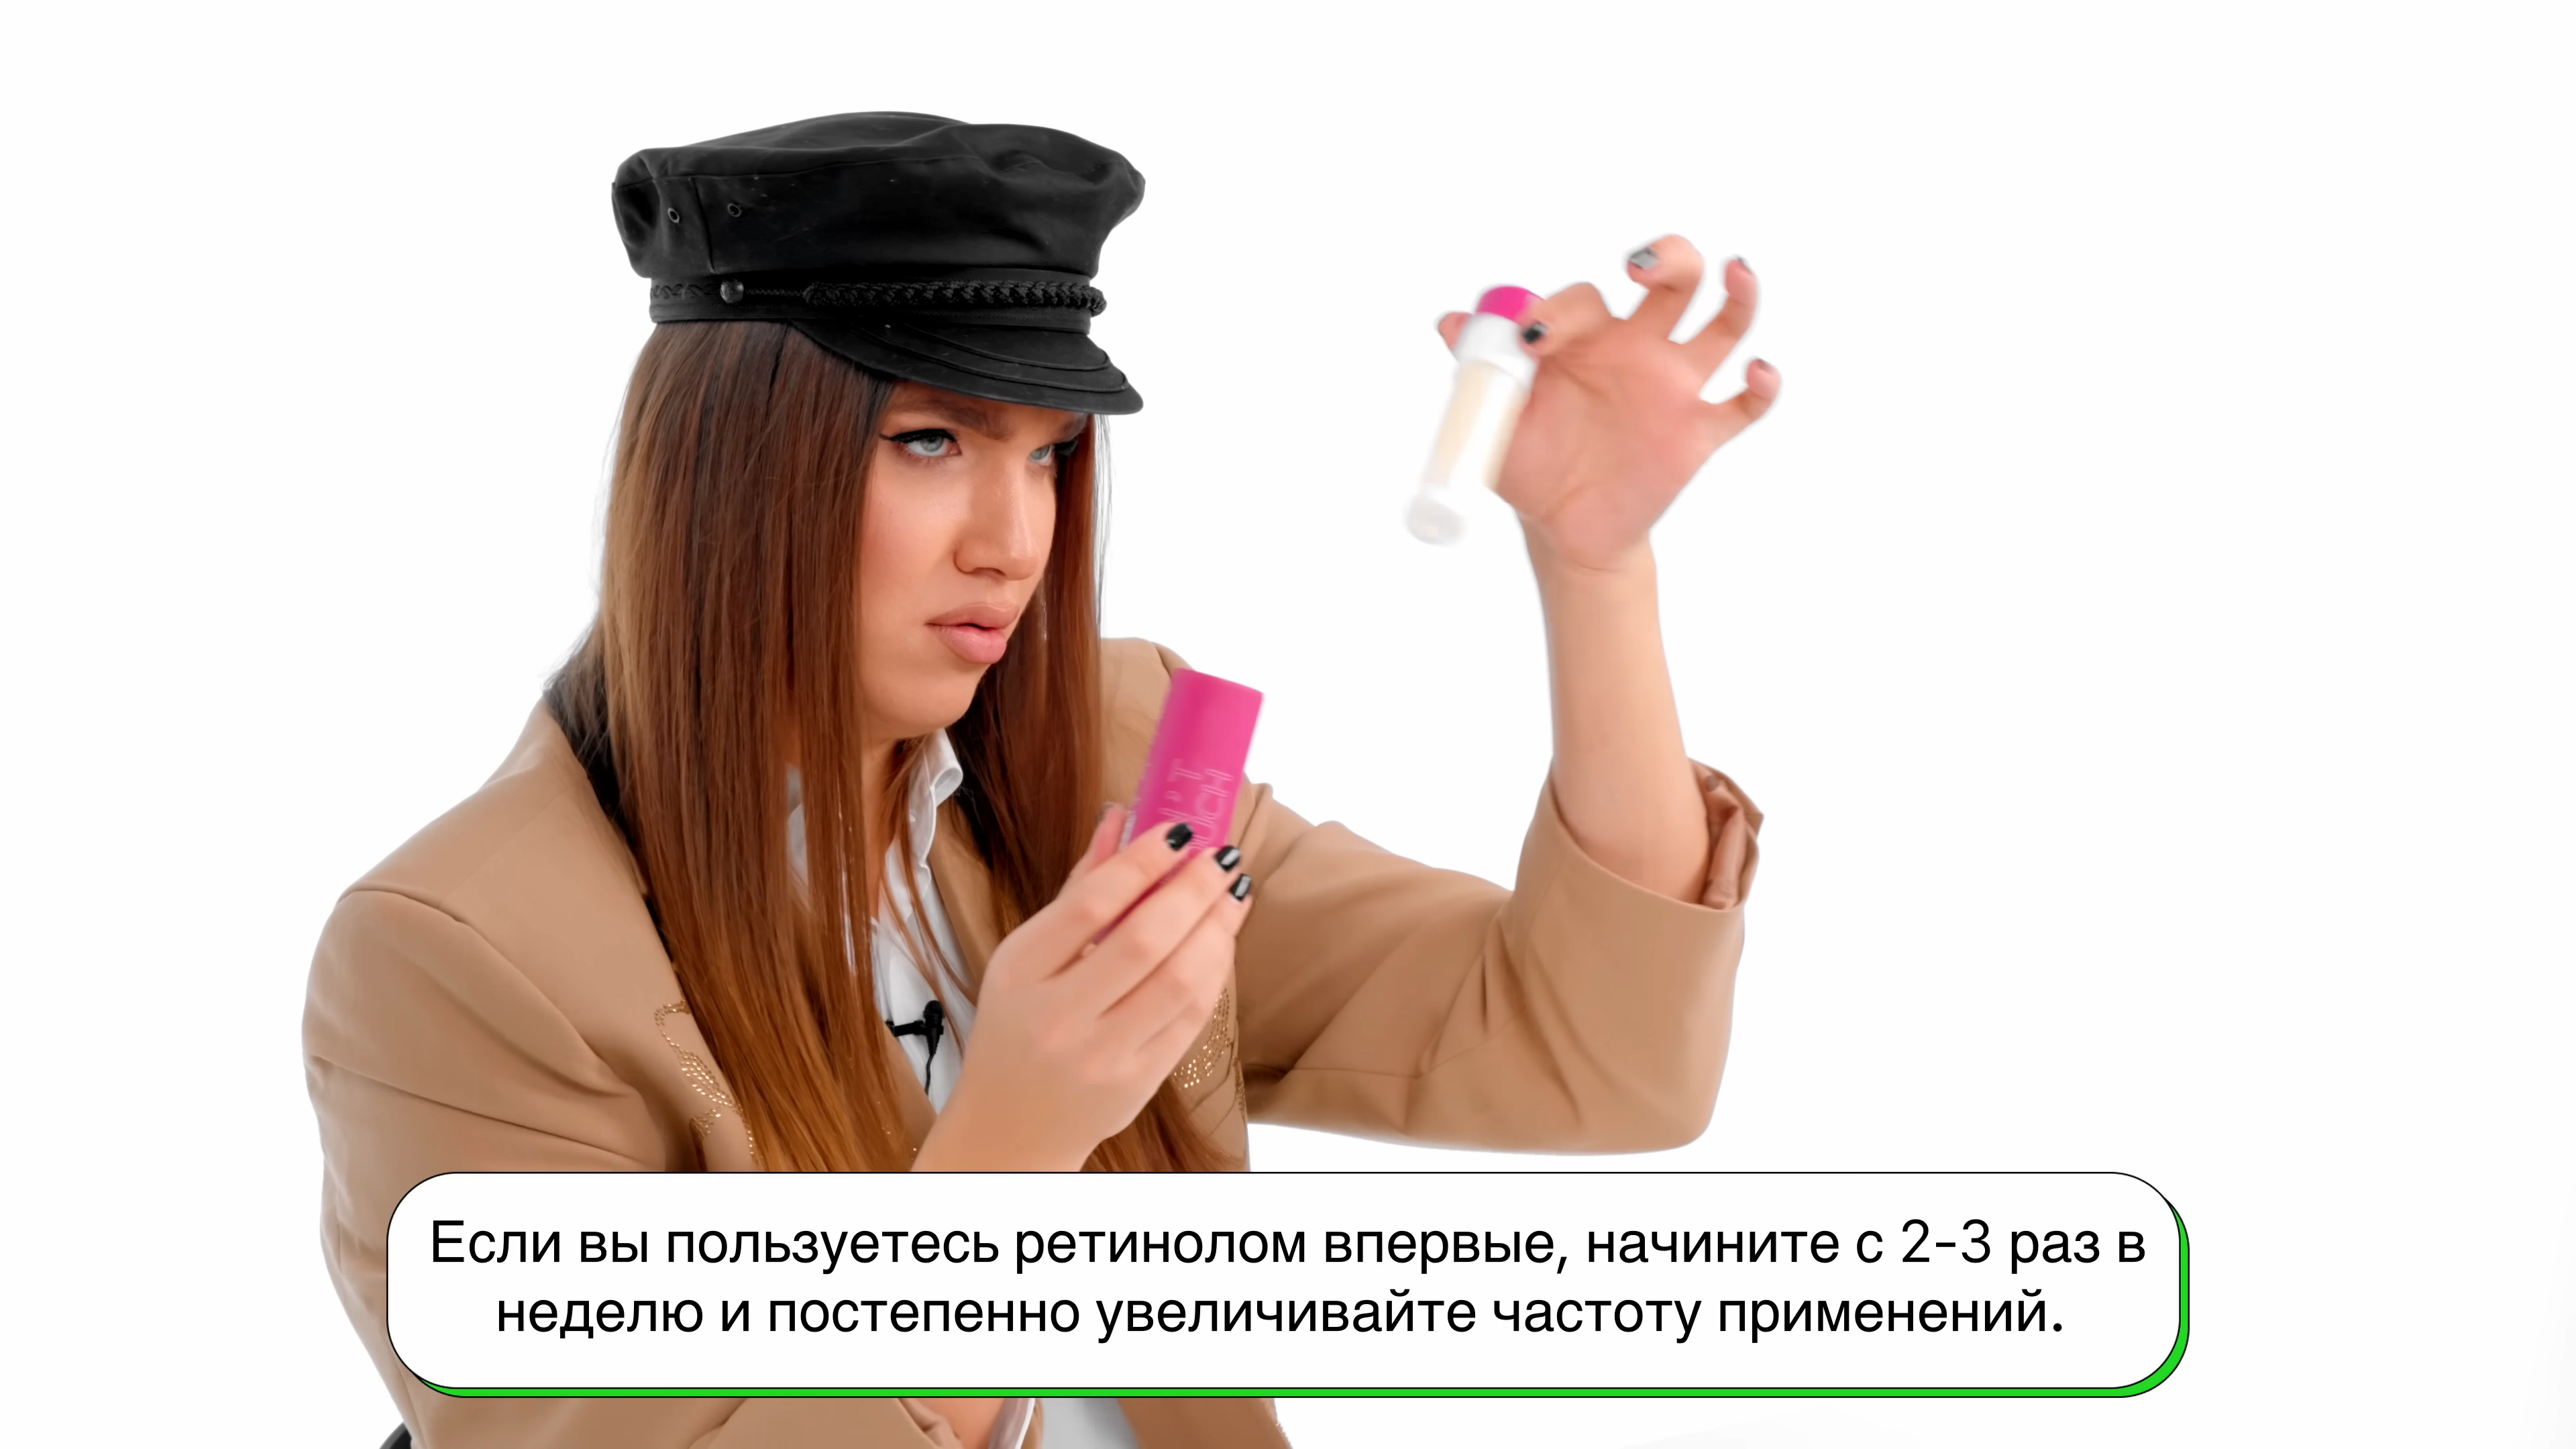 Если вы пользуетесь ретинолом впервые, начините с 2-3 раз в
неделю и постепенно увеличивайте частоту применений.